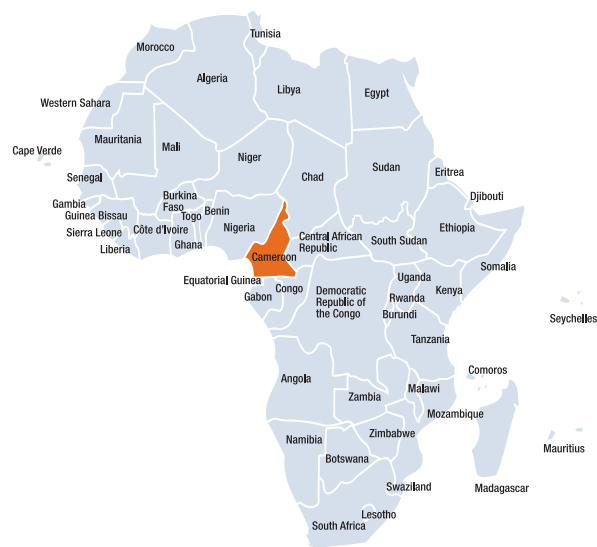 Tunisia
Morocco
Algeria
Libya
Egypt
Western Sahara
Mauritania
Mali
Cape Verde
Niger
Chad
Sudan
Eritrea
Senegal
Djibouti
Gambia
Burkina
Faso
Guinea Bissau
Togo
Benin
Sierra Leone
Côte d'Ivoire
Nigeria
Ethiopia
Liberia
Ghana
Central African
Republic
South Sudan
Cameroon
Somalia
Equatorial Guinea
Gabon
Congo
Democratic
Republic of
the Congo
Uganda
Rwanda
Kenya
Burundi
Seychelles
Tanzania
Comoros
Angola
Malawi
Zambia
Mozambique
Namibia
Zimbabwe
Mauritius
Botswana
Swaziland
Madagascar
Lesotho
South Africa